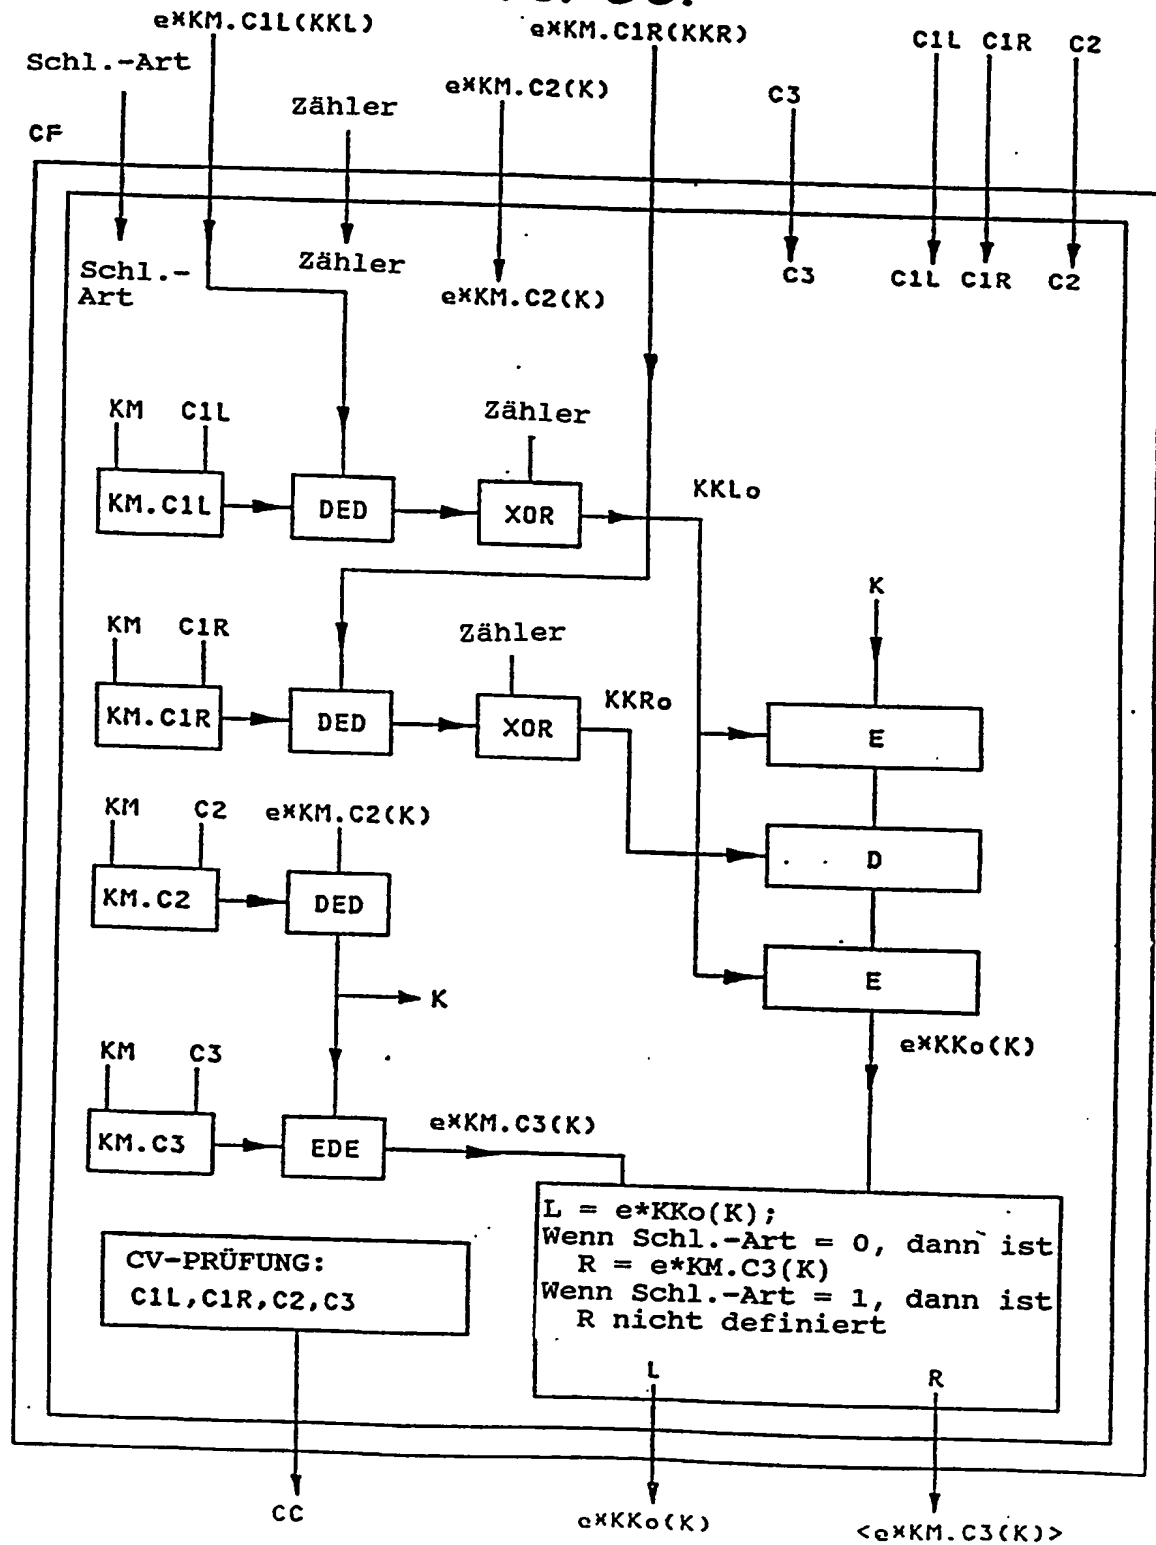 e*KM.C1L(KKL)
e*KM.C1R(KKR)
C1L C1R C2
Schl.-Art
e*KM.C2(K)
C3
Zähler
CF
Schl.-
Art
Zähler
e*KM.C2(K)
C3
C1L C1R C2
KM C1L
Zähler
KM.C1L
DED
XOR
KKLo
K
KM C1R
Zähler
KKRo
KM.C1R
DED
XOR
E
KM C2 e*KM.C2(K)
D
KM.C2
DED
E
K
e*KKo(K)
KM C3
e*KM.C3(K)
KM.C3
EDE
L = e*KKo(K);
Wenn Schl.-Art = 0, dann ist
R = e*KM.C3(K)
Wenn Schl.-Art = 1, dann ist
R nicht definiert
CV-PRÜFUNG:
C1L,C1R,C2,C3
L
R
CC
e*KKo(K)
<e*KM.C3(K)>